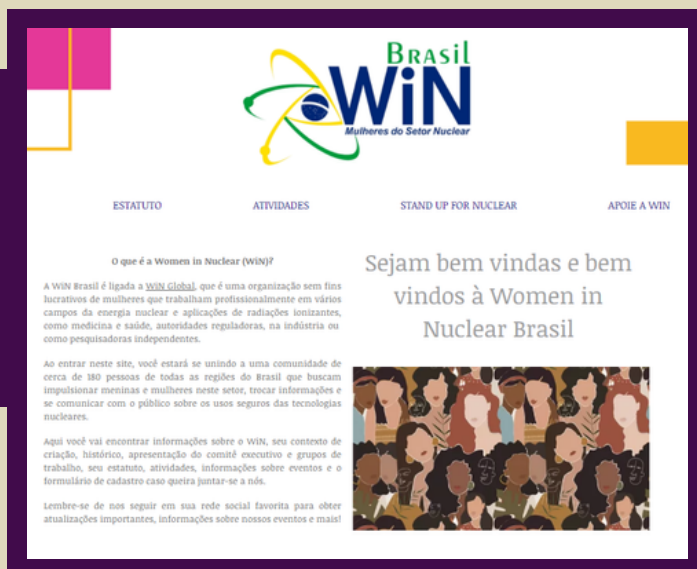 BRASIL
WiN
Mulheres do Setor Nuclear
ESTATUTO ATIVIDADES STAND UP FOR NUCLEAR APOIE A WIN
O que é a Women in Nuclear (WiN)?
A WiN Brasil é ligada a WiN Global, que é uma organização sem fins
lucrativos de mulheres que trabalham profissionalmente em vários
campos da energia nuclear e aplicações de radiações ionizantes,
como medicina e saúde, autoridades reguladoras, na indústria ou
como pesquisadoras independentes.
Ao entrar neste site, você estará se unindo a uma comunidade de
cerca de 180 pessoas de todas as regiões do Brasil que buscam
impulsionar meninas e mulheres neste setor, trocar informações e
se comunicar com o público sobre os usos seguros das tecnologias
nucleares.
Aqui você vai encontrar informações sobre o WiN, seu contexto de
criação, histórico, apresentação do comitê executivo e grupos de
trabalho, seu estatuto, atividades, informações sobre eventos e o
formulário de cadastro caso queira juntar-se a nós.
Lembre-se de nos seguir em sua rede social favorita para obter
atualizações importantes, informações sobre nossos eventos e mais!
Sejam bem vindas e bem
vindos à Women in
Nuclear Brasil